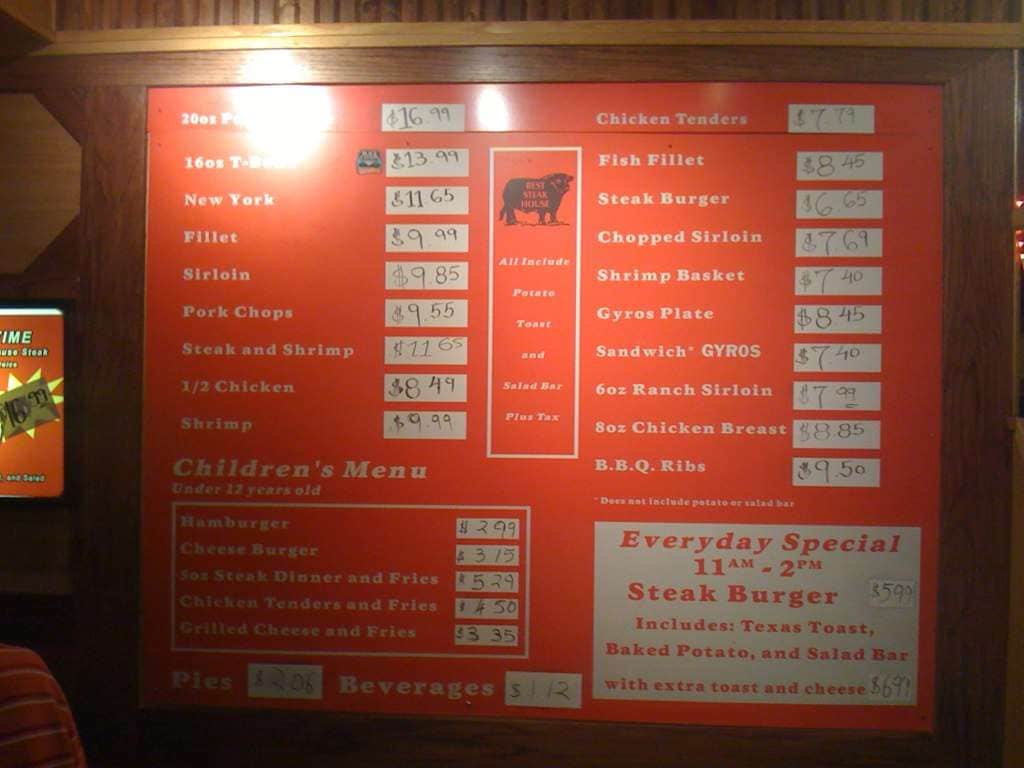 20oz $16.99
16os $13.99
New York $11.65
Fillet $9.99
Sirloin $9.85
Pork Chops $9.55
Steak and Shrimp $11.65
1/2 Chicken $8.49
Shrimp $9.99
BEST
STEAK
HOUSE
All Include
Potato
Toast
and
Salad Bar
Plus Tax
Chicken Tenders $7.79
Fish Fillet $8.45
Steak Burger $6.65
Chopped Sirloin $7.69
Shrimp Basket $7.40
Gyros Plate $8.45
Sandwich* GYROS $7.40
6oz Ranch Sirloin $7.99
8oz Chicken Breast $8.85
B.B.Q. Ribs $9.50
*Does not include potato or salad bar
Children's Menu
Under 12 years old
Hamburger $2.99
Cheese Burger $3.15
5oz Steak Dinner and Fries $5.29
Chicken Tenders and Fries $4.50
Grilled Cheese and Fries $3.35
Pies $2.06 Beverages $1.12
Everyday Special
11AM - 2PM
Steak Burger $5.99
Includes: Texas Toast,
Baked Potato, and Salad Bar
with extra toast and cheese $6.99
IME
Steak
, and Salad